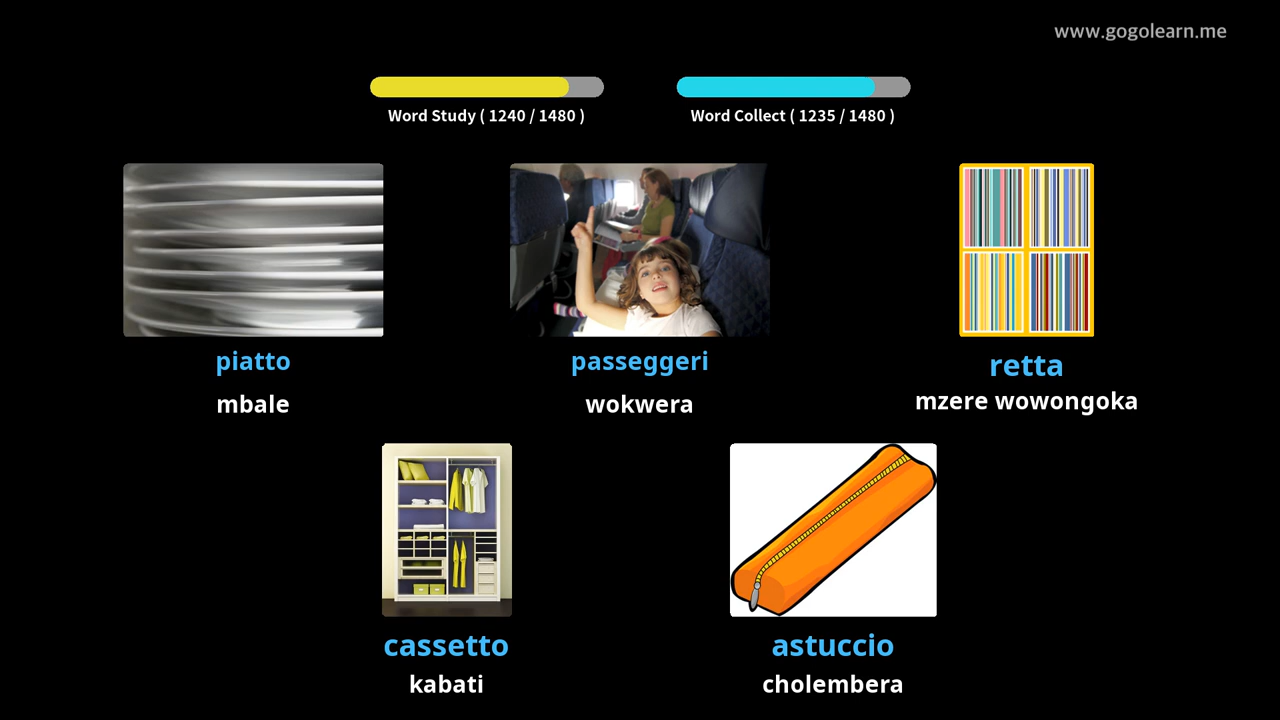 www.gogolearn.me
Word Study ( 1240 / 1480 )
Word Collect ( 1235 / 1480 )
piatto
mbale
passeggeri
wokwera
retta
mzere wowongoka
cassetto
kabati
astuccio
cholembera